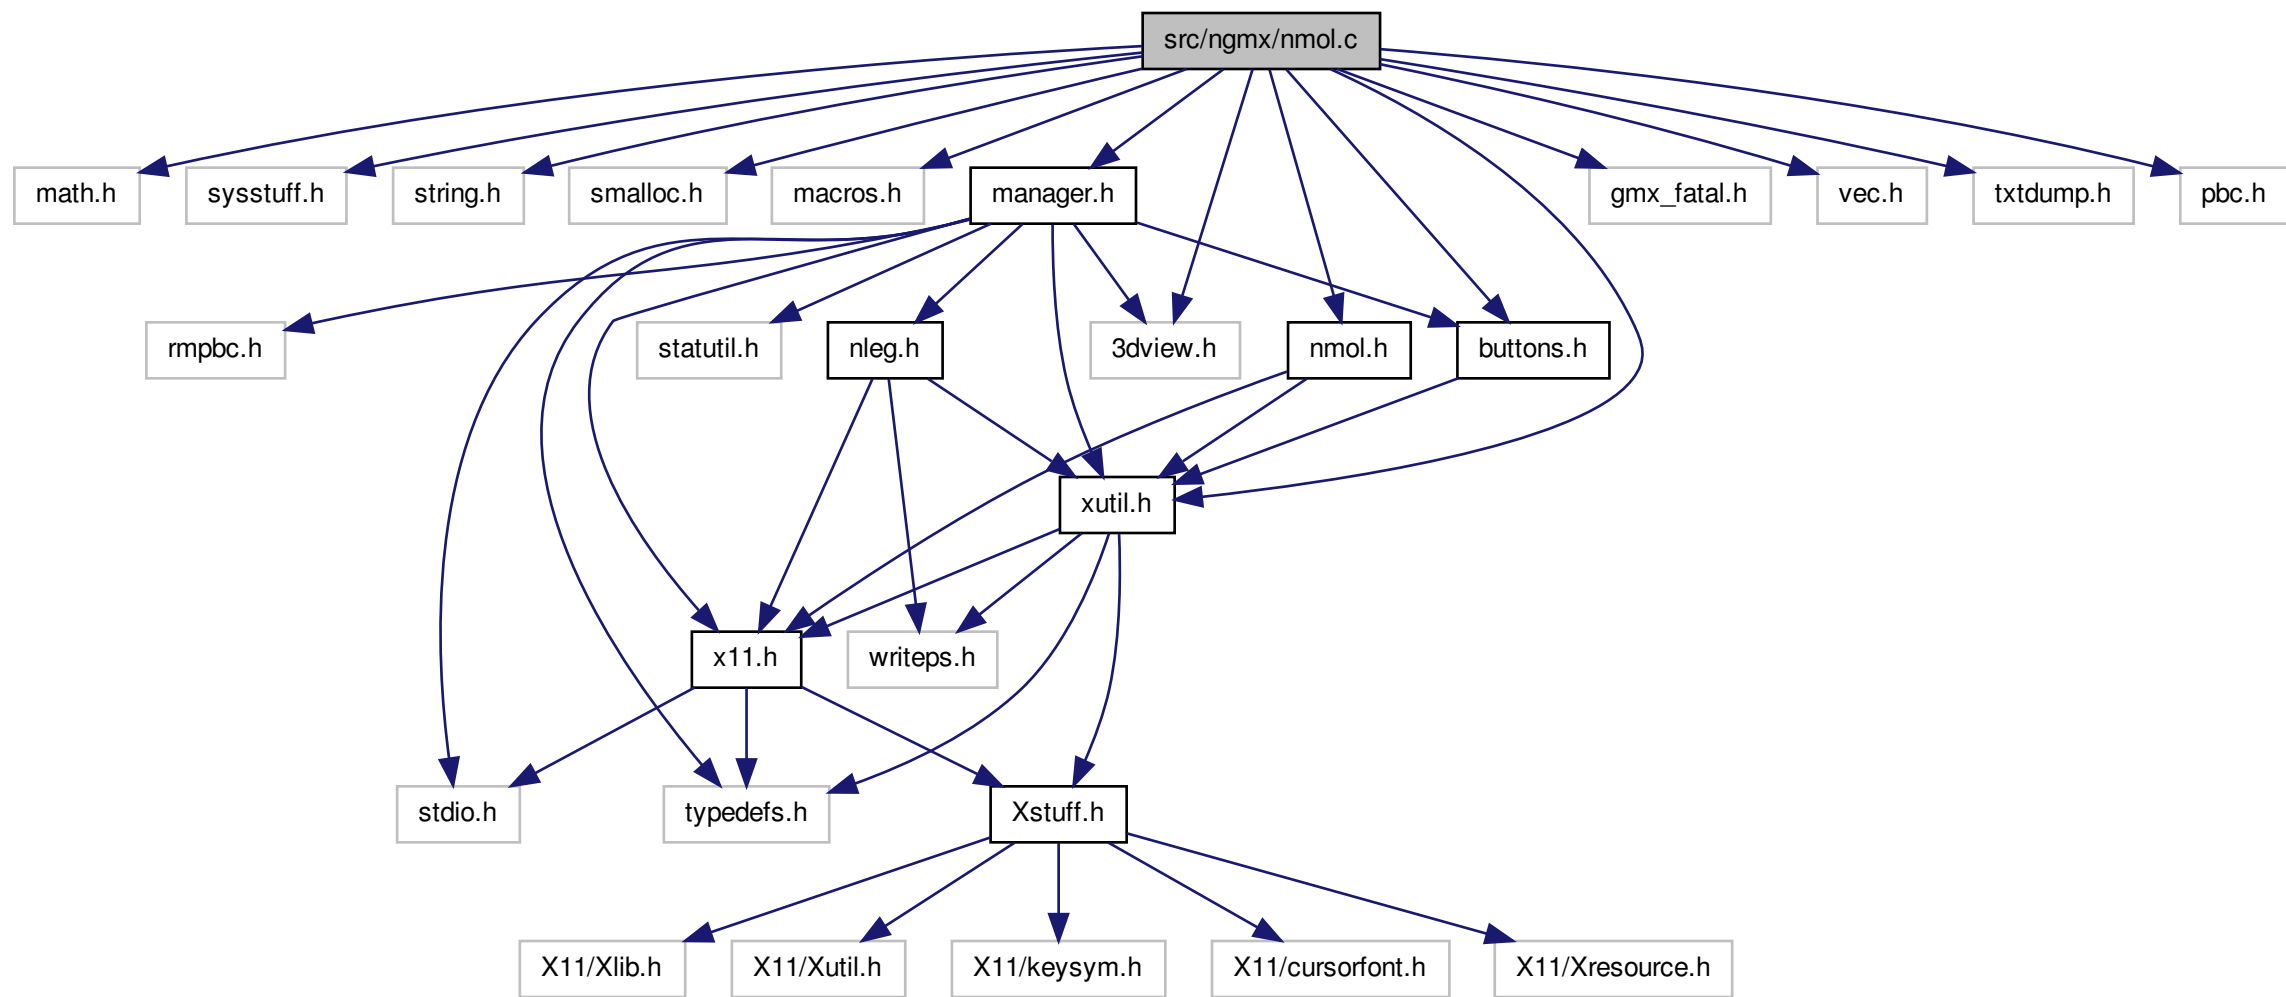 src/ngmx/nmol.c
math.h
sysstuff.h
string.h
smalloc.h
macros.h
manager.h
gmx_fatal.h
vec.h
txtdump.h
pbc.h
rmpbc.h
statutil.h
nleg.h
3dview.h
nmol.h
buttons.h
xutil.h
x11.h
writeps.h
stdio.h
typedefs.h
Xstuff.h
X11/Xlib.h
X11/Xutil.h
X11/keysym.h
X11/cursorfont.h
X11/Xresource.h